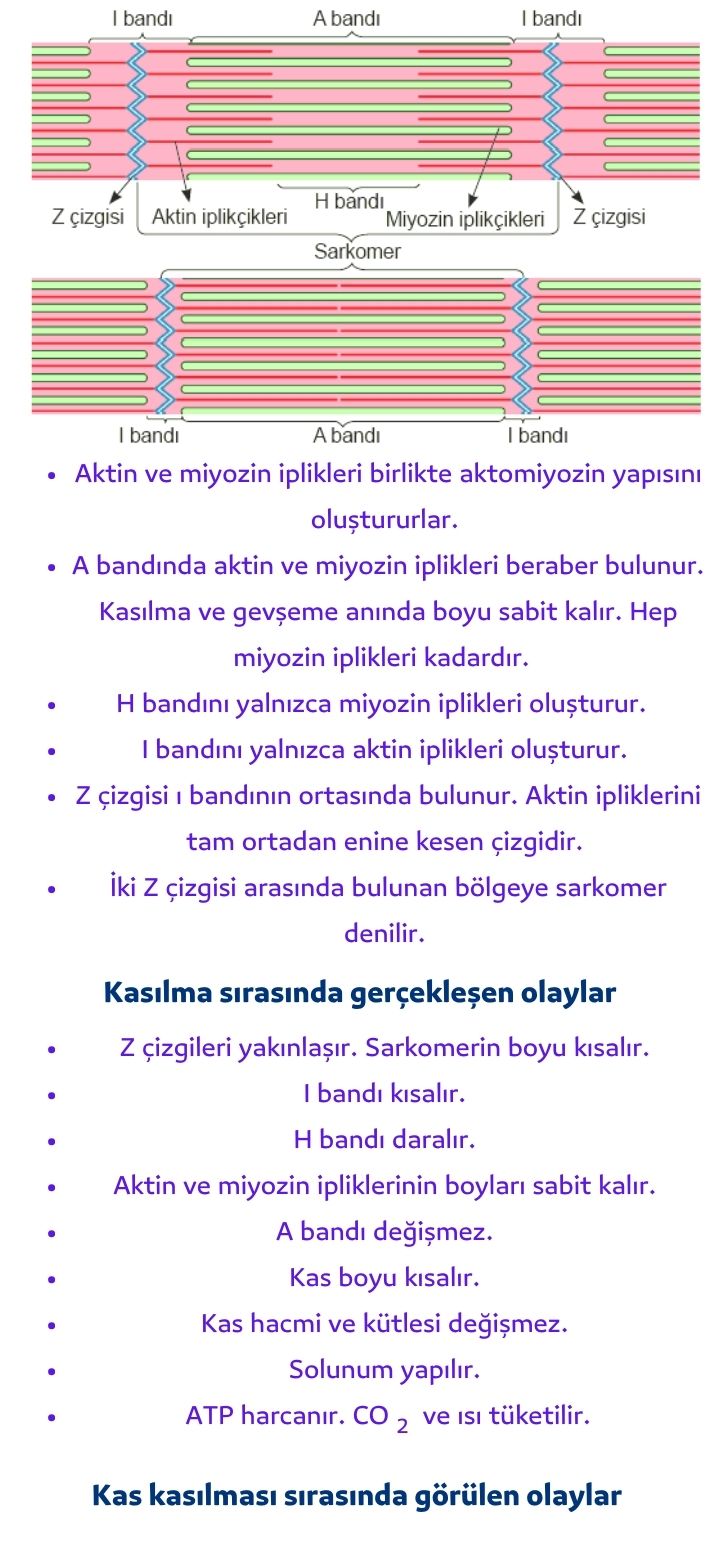 I bandı A bandı I bandı
Z çizgisi Aktin iplikçikleri H bandı Miyozin iplikçikleri Z çizgisi
Sarkomer
I bandı A bandı I bandı
• Aktin ve miyozin iplikleri birlikte aktomiyozin yapısını
oluştururlar.
• A bandında aktin ve miyozin iplikleri beraber bulunur.
Kasılma ve gevşeme anında boyu sabit kalır. Hep
miyozin iplikleri kadardır.
• H bandını yalnızca miyozin iplikleri oluşturur.
• I bandını yalnızca aktin iplikleri oluşturur.
• Z çizgisi ı bandının ortasında bulunur. Aktin ipliklerini
tam ortadan enine kesen çizgidir.
• İki Z çizgisi arasında bulunan bölgeye sarkomer
denilir.
Kasılma sırasında gerçekleşen olaylar
• Z çizgileri yakınlaşır. Sarkomerin boyu kısalır.
• I bandı kısalır.
• H bandı daralır.
• Aktin ve miyozin ipliklerinin boyları sabit kalır.
• A bandı değişmez.
• Kas boyu kısalır.
• Kas hacmi ve kütlesi değişmez.
• Solunum yapılır.
• ATP harcanır. CO 2 ve ısı tüketilir.
Kas kasılması sırasında görülen olaylar